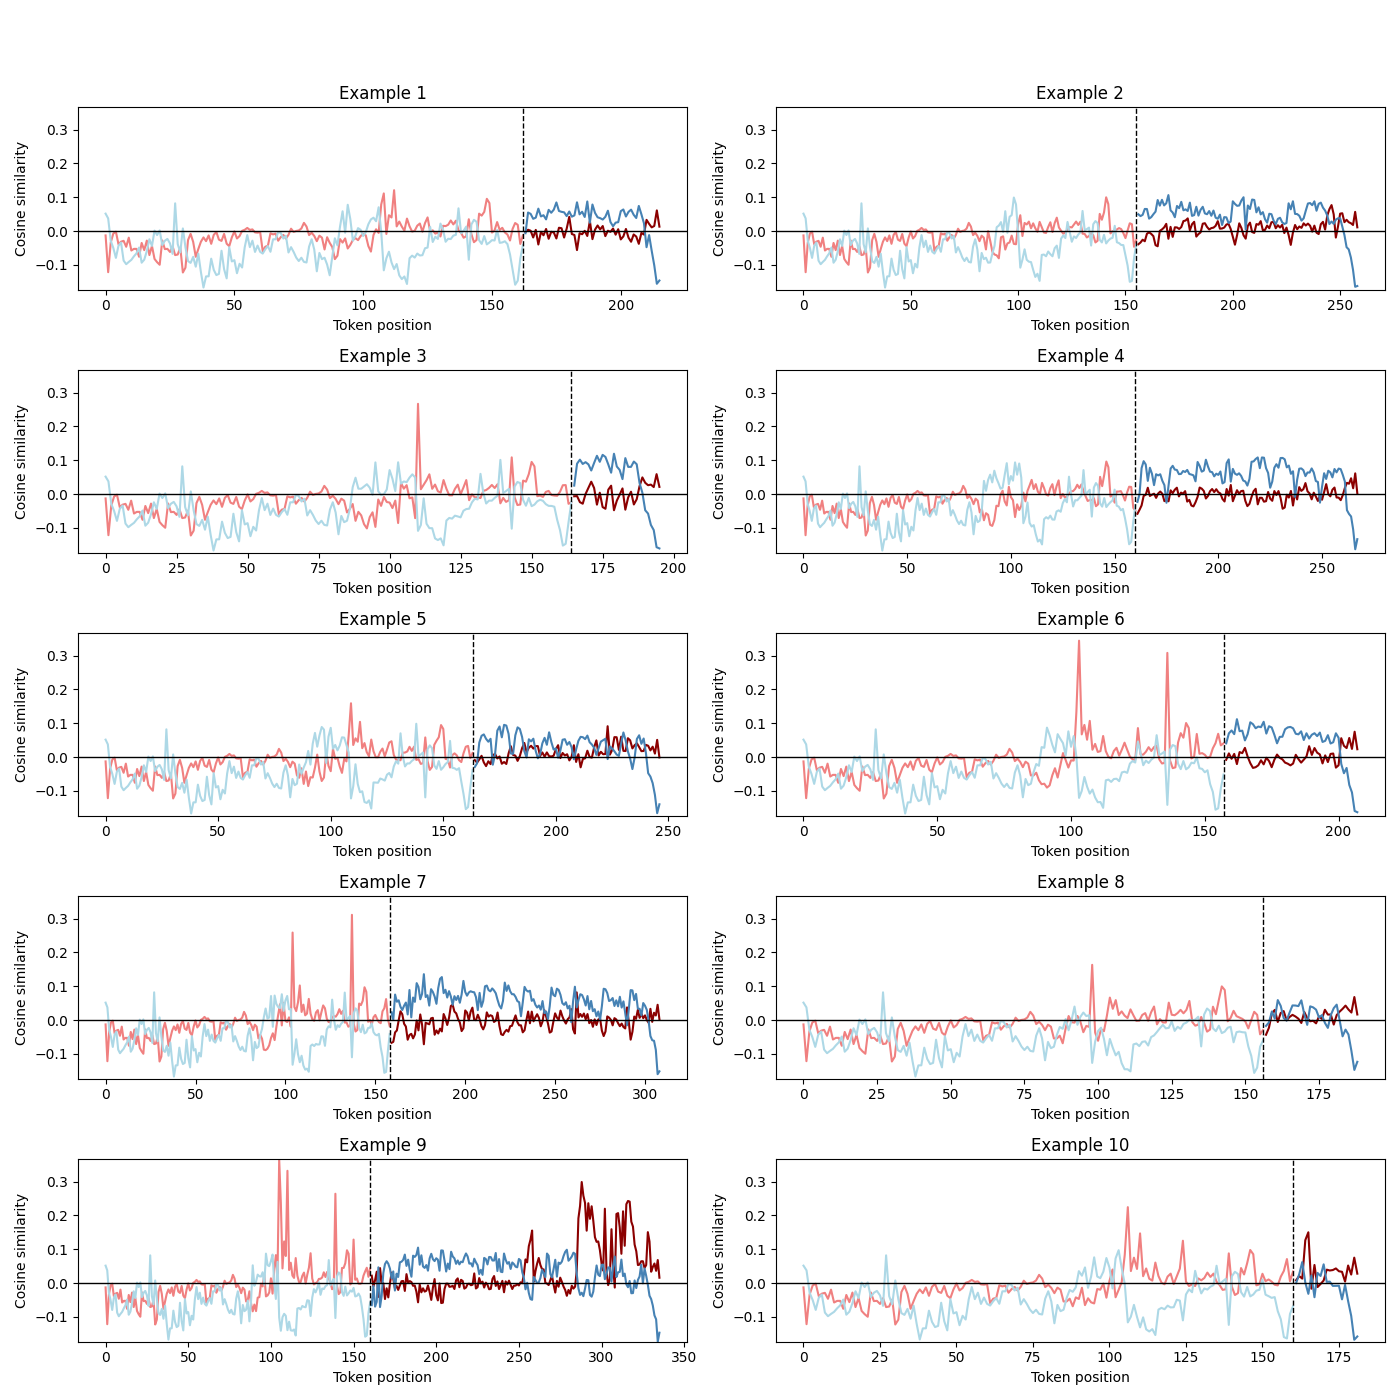 Example 1
Cosine similarity
0.3
0.2
0.1
0.0
−0.1
0 50 100 150 200
Token position
Example 2
Cosine similarity
0.3
0.2
0.1
0.0
−0.1
0 50 100 150 200 250
Token position
Example 3
Cosine similarity
0.3
0.2
0.1
0.0
−0.1
0 25 50 75 100 125 150 175 200
Token position
Example 4
Cosine similarity
0.3
0.2
0.1
0.0
−0.1
0 50 100 150 200 250
Token position
Example 5
Cosine similarity
0.3
0.2
0.1
0.0
−0.1
0 50 100 150 200 250
Token position
Example 6
Cosine similarity
0.3
0.2
0.1
0.0
−0.1
0 50 100 150 200
Token position
Example 7
Cosine similarity
0.3
0.2
0.1
0.0
−0.1
0 50 100 150 200 250 300
Token position
Example 8
Cosine similarity
0.3
0.2
0.1
0.0
−0.1
0 25 50 75 100 125 150 175
Token position
Example 9
Cosine similarity
0.3
0.2
0.1
0.0
−0.1
0 50 100 150 200 250 300 350
Token position
Example 10
Cosine similarity
0.3
0.2
0.1
0.0
−0.1
0 25 50 75 100 125 150 175
Token position